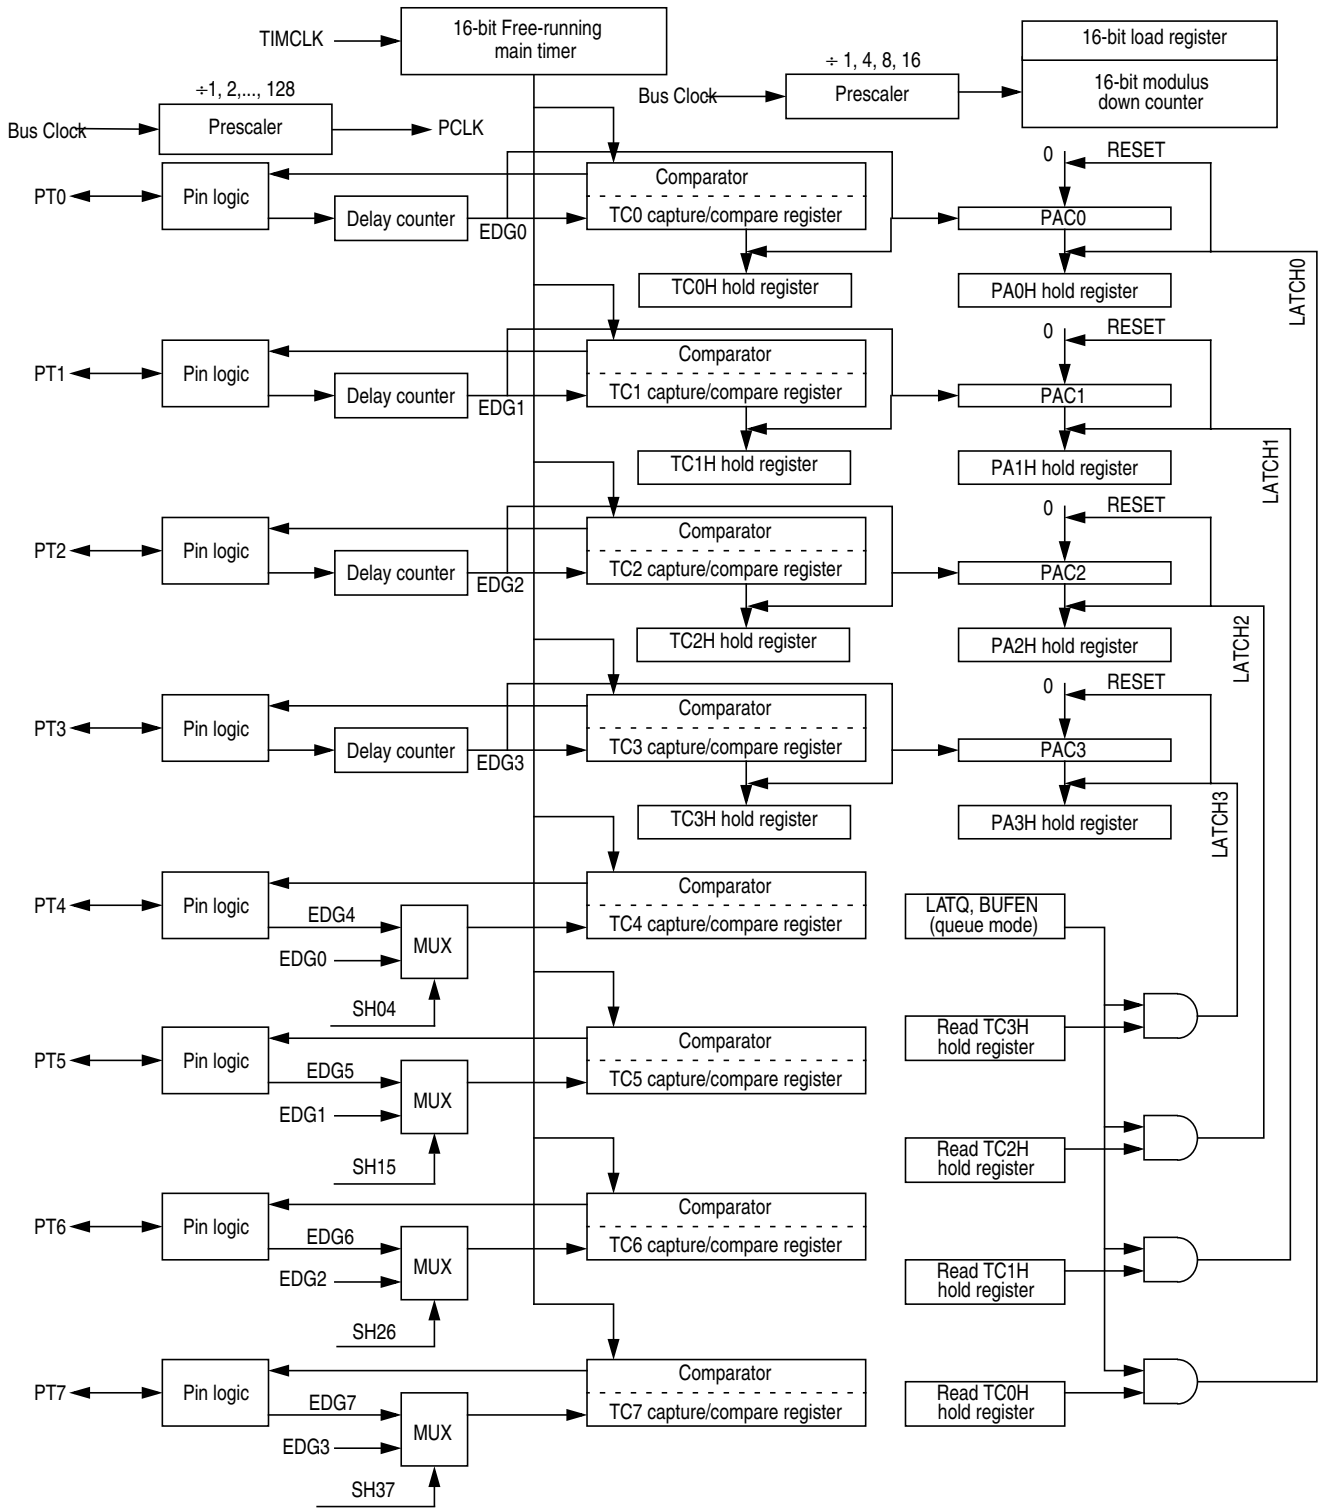 TIMCLK
16-bit Free-running
main timer
÷ 1, 4, 8, 16
Bus Clock
Prescaler
16-bit load register
16-bit modulus
down counter
÷1, 2,..., 128
Bus Clock
Prescaler
PCLK
PT0
Pin logic
Delay counter
EDG0
Comparator
TC0 capture/compare register
TC0H hold register
0
RESET
PAC0
PA0H hold register
LATCH0
PT1
Pin logic
Delay counter
EDG1
Comparator
TC1 capture/compare register
TC1H hold register
0
RESET
PAC1
PA1H hold register
LATCH1
PT2
Pin logic
Delay counter
EDG2
Comparator
TC2 capture/compare register
TC2H hold register
0
RESET
PAC2
PA2H hold register
LATCH2
PT3
Pin logic
Delay counter
EDG3
Comparator
TC3 capture/compare register
TC3H hold register
0
RESET
PAC3
PA3H hold register
LATCH3
PT4
Pin logic
EDG4
EDG0
MUX
SH04
Comparator
TC4 capture/compare register
LATQ, BUFEN
(queue mode)
PT5
Pin logic
EDG5
EDG1
MUX
SH15
Comparator
TC5 capture/compare register
Read TC3H
hold register
Read TC2H
hold register
PT6
Pin logic
EDG6
EDG2
MUX
SH26
Comparator
TC6 capture/compare register
Read TC1H
hold register
PT7
Pin logic
EDG7
EDG3
MUX
SH37
Comparator
TC7 capture/compare register
Read TC0H
hold register